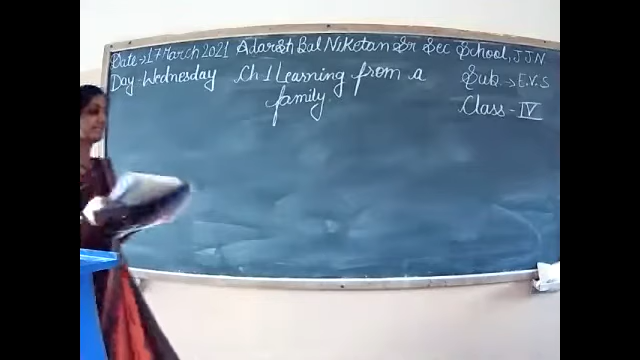 Date → 17 March 2021 Adarsh Bal Niketan Sr Sec School, JJN
Day - Wednesday Ch 1 Learning from a family
Sub. → E.V.S
Class - IV